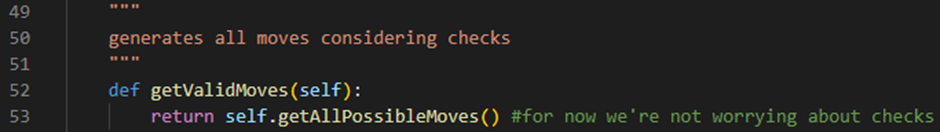 49 """
50 generates all moves considering checks
51 """
52 def getValidMoves(self):
53 return self.getAllPossibleMoves() #for now we're not worrying about checks